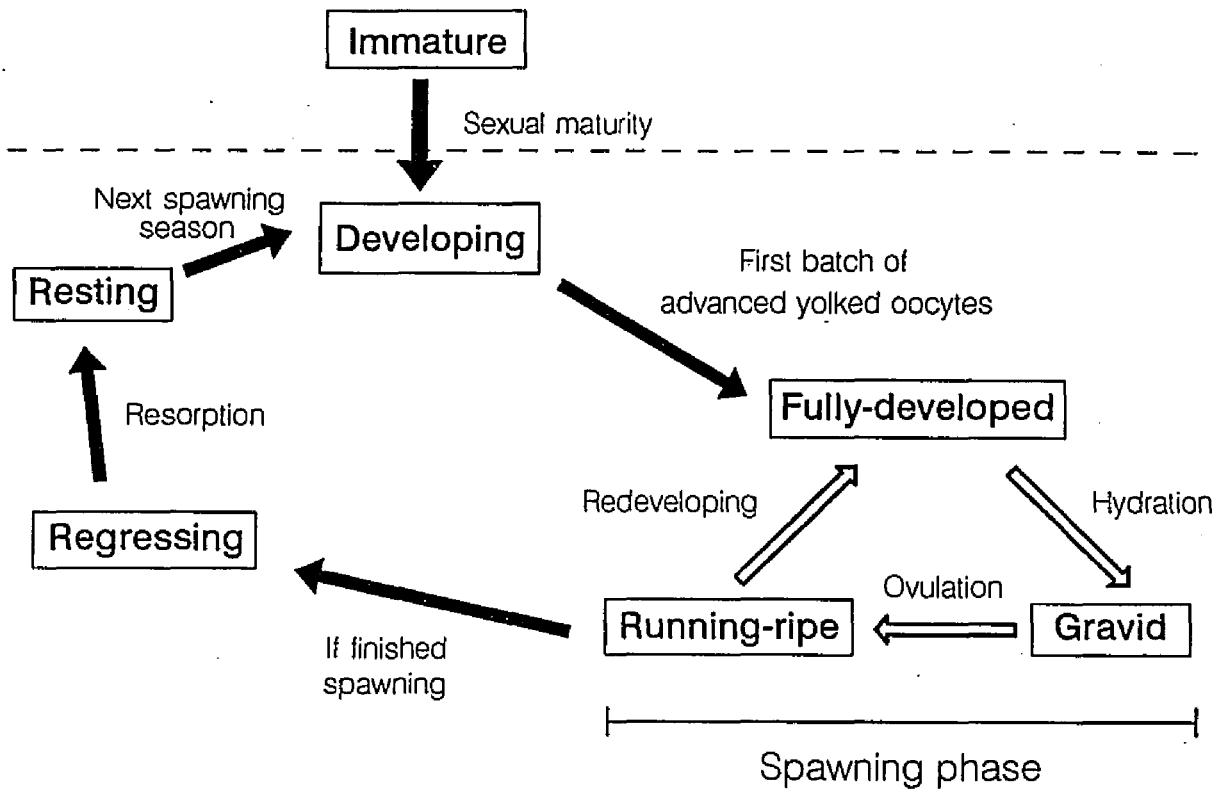 Immature
Sexual maturity
Next spawning
season
Developing
Resting
First batch of
advanced yolked oocytes
Resorption
Fully-developed
Redeveloping
Hydration
Regressing
Ovulation
Running-ripe
Gravid
If finished
spawning
Spawning phase